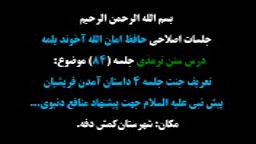 بسم الله الرحمن الرحیم
جلسات اصلاحی حافظ امان الله آخوند یلمه
درس سنن ترمذی جلسه (۸۴) موضوع:
تعریف جنت جلسه ۴ داستان آمدن قریشیان
پیش نبی علیه السلام جهت پیشنهاد منافع دنیوی...
مکان: شهرستان کمش دفه.